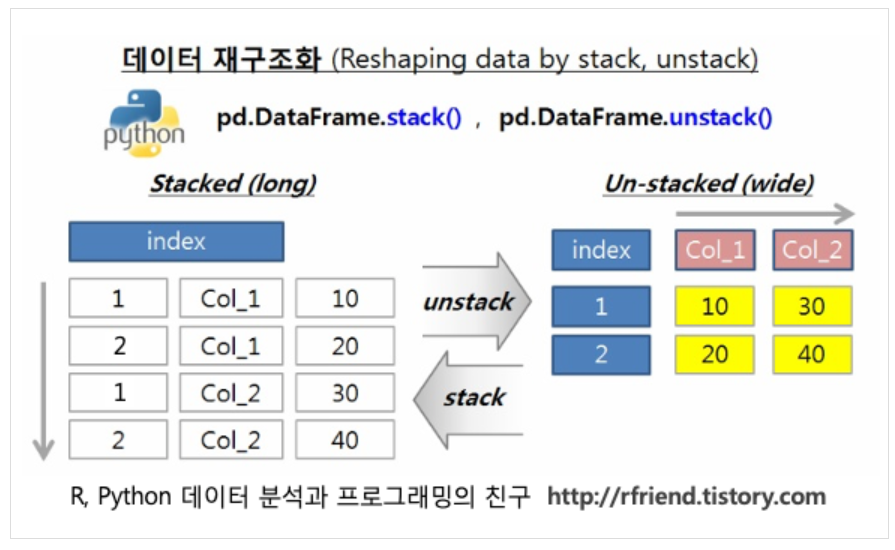 데이터 재구조화 (Reshaping data by stack, unstack)
python
pd.DataFrame.stack() , pd.DataFrame.unstack()
Stacked (long)
index
1 Col_1 10
2 Col_1 20
1 Col_2 30
2 Col_2 40
unstack
stack
Un-stacked (wide)
index Col_1 Col_2
1 10 30
2 20 40
R, Python 데이터 분석과 프로그래밍의 친구 http://rfriend.tistory.com